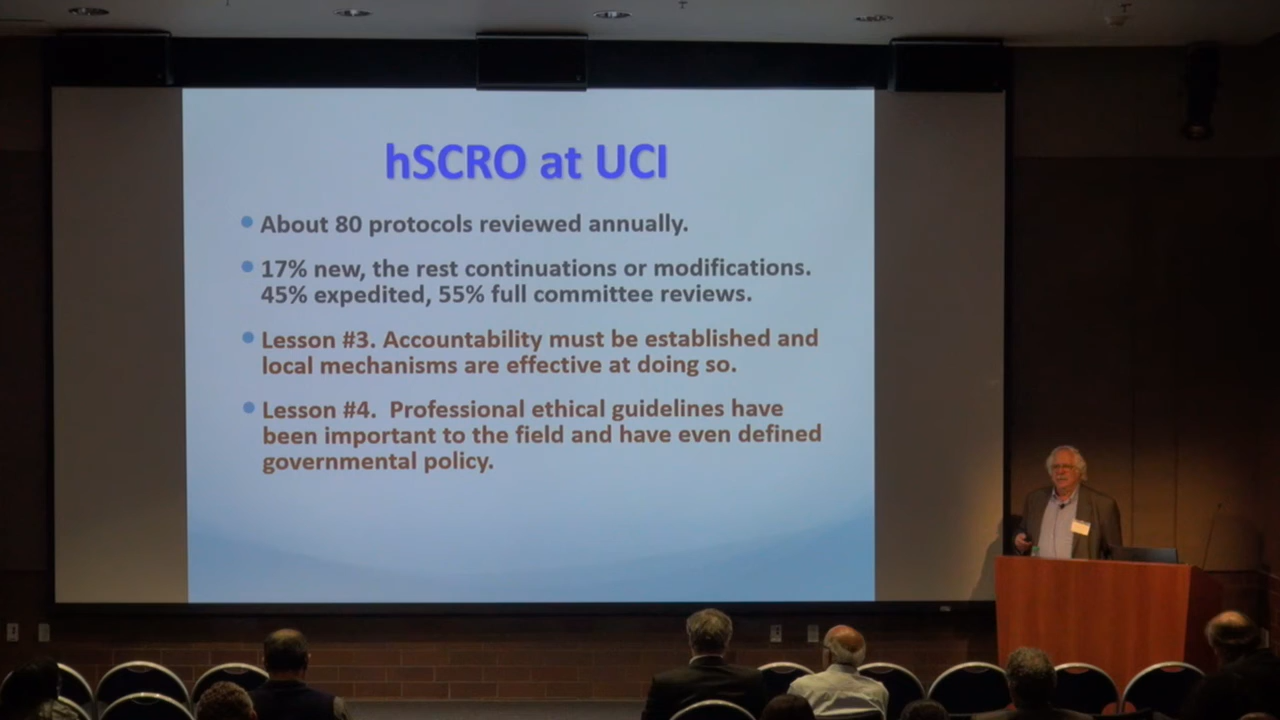 hSCRO at UCI
About 80 protocols reviewed annually.
17% new, the rest continuations or modifications.
45% expedited, 55% full committee reviews.
Lesson #3. Accountability must be established and
local mechanisms are effective at doing so.
Lesson #4.  Professional ethical guidelines have
been important to the field and have even defined
governmental policy.